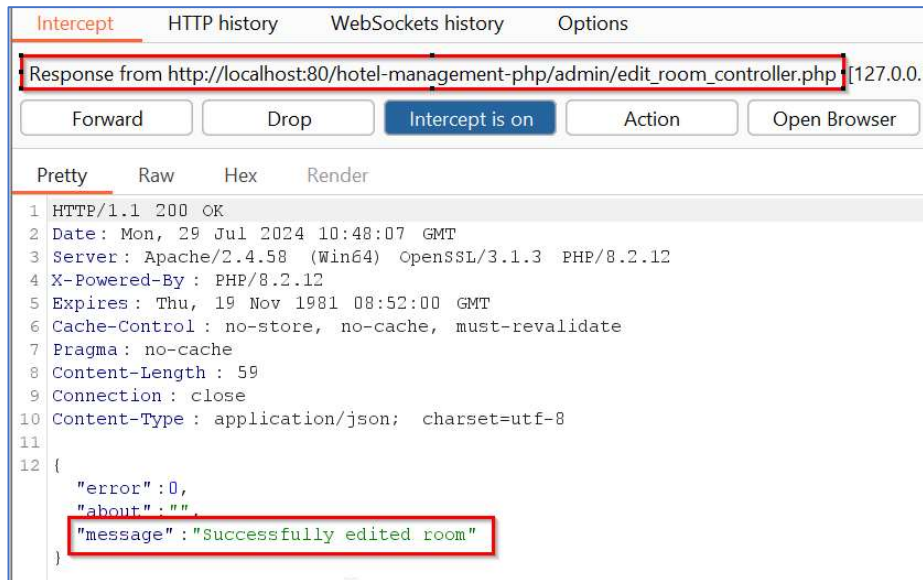 Intercept HTTP history WebSockets history Options
Response from http://localhost:80/hotel-management-php/admin/edit_room_controller.php [127.0.0.
Forward Drop Intercept is on Action Open Browser
Pretty Raw Hex Render
1 HTTP/1.1 200 OK
2 Date: Mon, 29 Jul 2024 10:48:07 GMT
3 Server: Apache/2.4.58 (Win64) OpenSSL/3.1.3 PHP/8.2.12
4 X-Powered-By: PHP/8.2.12
5 Expires: Thu, 19 Nov 1981 08:52:00 GMT
6 Cache-Control: no-store, no-cache, must-revalidate
7 Pragma: no-cache
8 Content-Length: 59
9 Connection: close
10 Content-Type: application/json; charset=utf-8
11
12 {
"error":0,
"about":"",
"message":"Successfully edited room"
}